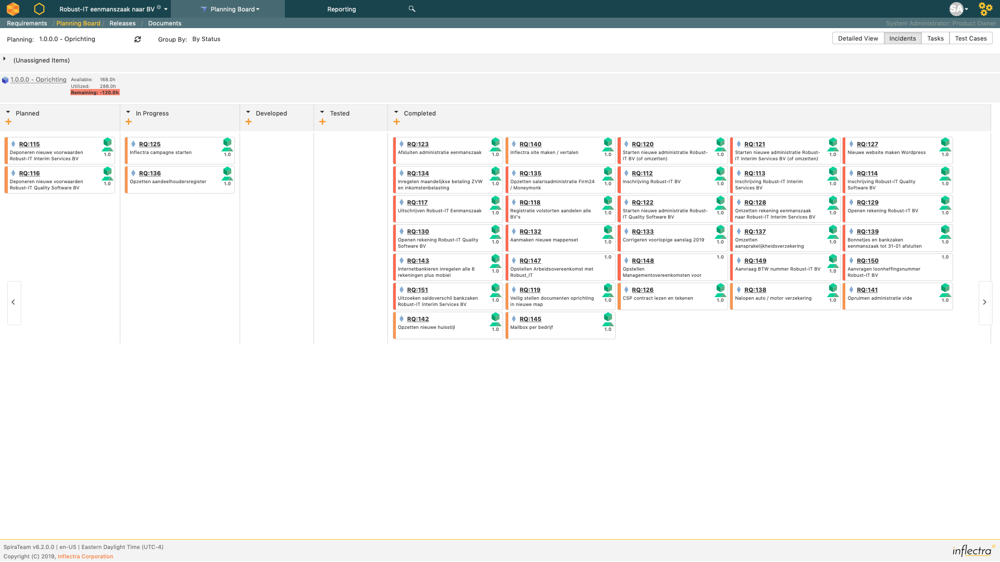 Robust-IT eenmanszaak naar BV
Planning Board
Reporting
SA
Requirements / Planning Board / Releases / Documents
System Administrator: Product Owner
Planning: 1.0.0.0 - Oprichting
Group By: By Status
Detailed View
Incidents
Tasks
Test Cases
(Unassigned Items)
1.0.0.0 - Oprichting
Available: 168.0h
Utilized: 288.0h
Remaining: -120.0h
Planned
In Progress
Developed
Tested
Completed
RQ:115
Deponeren nieuwe voorwaarden
Robust-IT Interim Services BV
1.0
RQ:116
Deponeren nieuwe voorwaarden
Robust-IT Quality Software BV
1.0
RQ:125
Inflectra campagne starten
1.0
RQ:136
Opzetten aandeelhoudersregister
1.0
RQ:123
Afsluiten administratie eenmanszaak
1.0
RQ:140
Inflectra site maken / vertalen
1.0
RQ:120
Starten nieuwe administratie Robust-
IT BV (of omzetten)
1.0
RQ:121
Starten nieuwe administratie Robust-
IT Interim Services BV (of omzetten)
1.0
RQ:127
Nieuwe website maken Wordpress
1.0
RQ:134
Inregelen maandelijkse betaling ZVW
en inkomstenbelasting
1.0
RQ:135
Opzetten salarisadministratie Firm24
/ Moneymonk
1.0
RQ:112
Inschrijving Robust-IT BV
1.0
RQ:113
Inschrijving Robust-IT Interim
Services BV
1.0
RQ:114
Inschrijving Robust-IT Quality
Software BV
1.0
RQ:117
Uitschrijven Robust-IT Eenmanszaak
1.0
RQ:118
Registratie volstorten aandelen alle
BV's
1.0
RQ:122
Starten nieuwe administratie Robust-
IT Quality Software BV
1.0
RQ:128
Omzetten rekening eenmanszaak
naar Robust-IT Interim Services BV
1.0
RQ:129
Openen rekening Robust-IT BV
1.0
RQ:130
Openen rekening Robust-IT Quality
Software BV
1.0
RQ:132
Aanmaken nieuwe mappenset
1.0
RQ:133
Corrigeren voorlopige aanslag 2019
1.0
RQ:137
Omzetten
aansprakelijkheidsverzekering
1.0
RQ:139
Bonnetjes en bankzaken
eenmanszaak tot 31-01 afsluiten
1.0
RQ:143
Internetbankieren inregelen alle 6
rekeningen plus mobiel
1.0
RQ:147
Opstellen Arbeidsovereenkomst met
Robust_IT
1.0
RQ:148
Opstellen
Managementovereenkomsten voor
1.0
RQ:149
Aanvraag BTW nummer Robust-IT BV
1.0
RQ:150
Aanvragen loonheffingsnummer
Robust-IT BV
1.0
RQ:151
Uitzoeken saldoverschil bankzaken
Robust-IT Interim Services BV
1.0
RQ:119
Veilig stellen documenten oprichting
in nieuwe map
1.0
RQ:126
CSP contract lezen en tekenen
1.0
RQ:138
Nalopen auto / motor verzekering
1.0
RQ:141
Opruimen administratie vide
1.0
RQ:142
Opzetten nieuwe huisstijl
1.0
RQ:145
Mailbox per bedrijf
1.0
SpiraTeam v6.2.0.0 | en-US | Eastern Daylight Time (UTC-4)
Copyright (C) 2019, Inflectra Corporation
inflectra